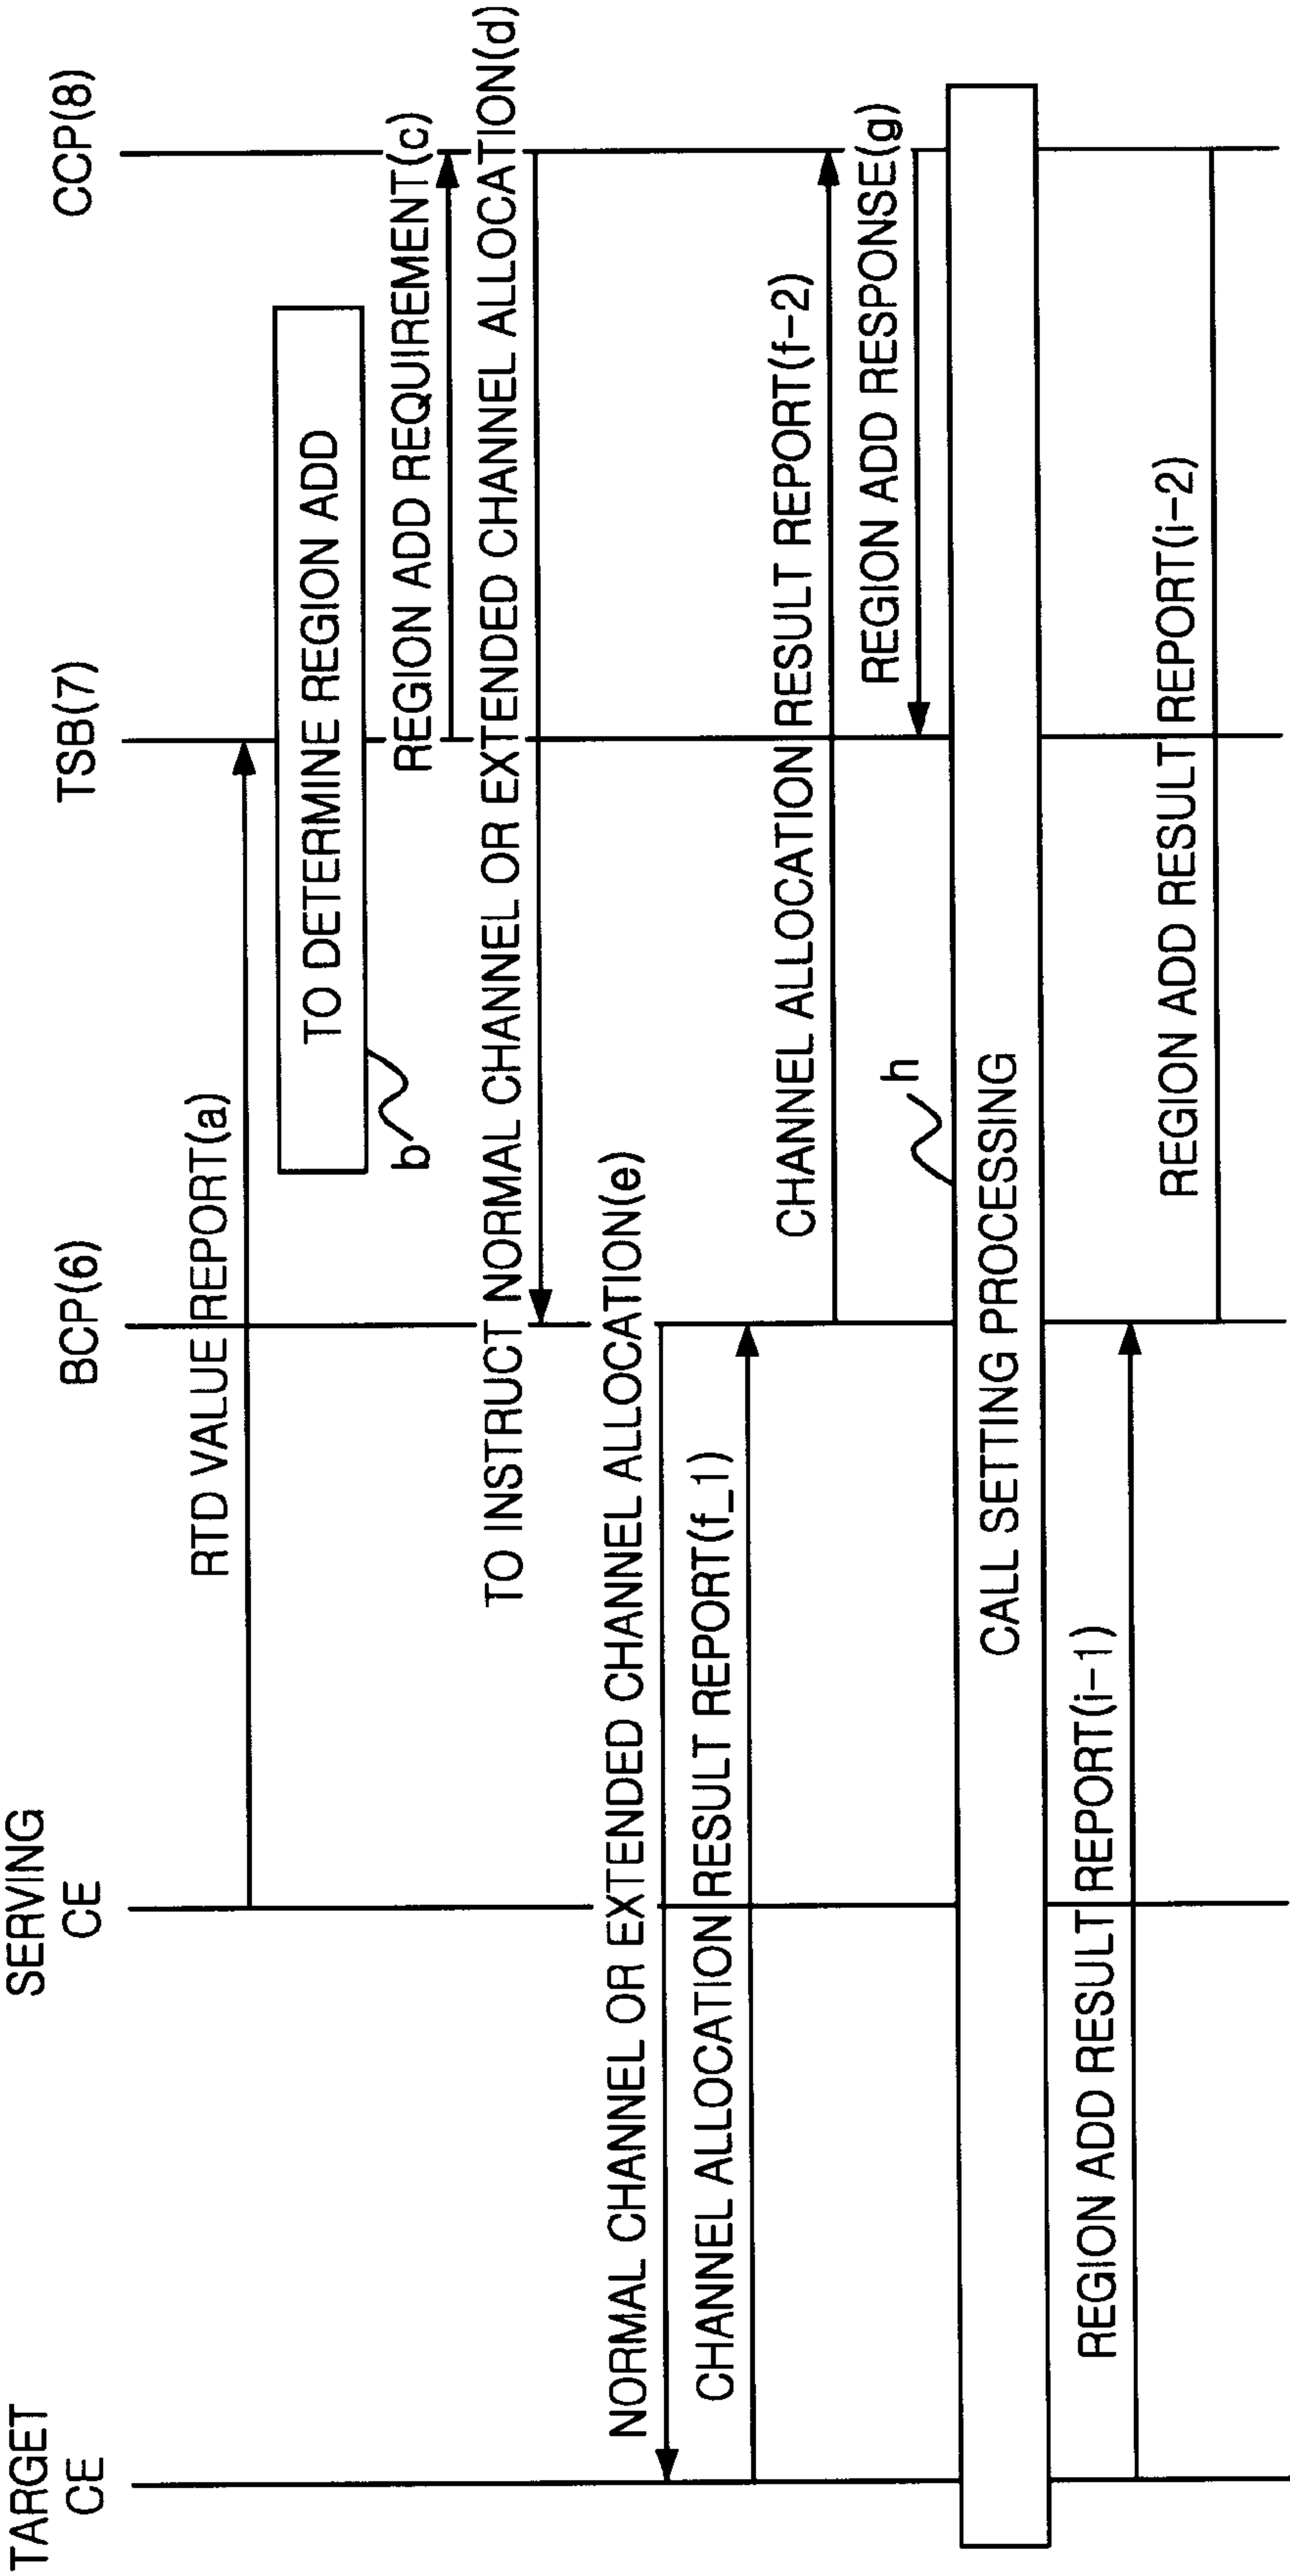 TARGET
CE
SERVING
CE
BCP(6)
TSB(7)
CCP(8)
RTD VALUE REPORT(a)
TO DETERMINE REGION ADD
b
REGION ADD REQUIREMENT(c)
TO INSTRUCT NORMAL CHANNEL OR EXTENDED CHANNEL ALLOCATION(d)
NORMAL CHANNEL OR EXTENDED CHANNEL ALLOCATION(e)
CHANNEL ALLOCATION RESULT REPORT(f_1)
CHANNEL ALLOCATION RESULT REPORT(f-2)
REGION ADD RESPONSE(g)
h
CALL SETTING PROCESSING
REGION ADD RESULT REPORT(i-1)
REGION ADD RESULT REPORT(i-2)